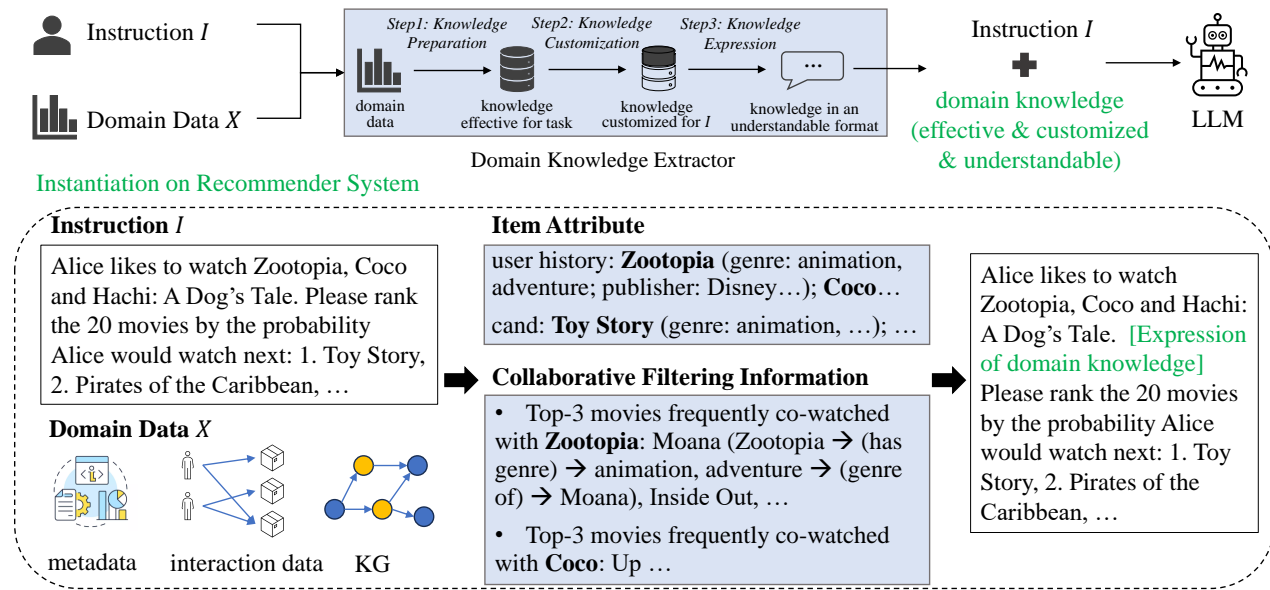 Instruction I
Domain Data X
Step1: Knowledge
Preparation
Step2: Knowledge
Customization
Step3: Knowledge
Expression
domain
data
knowledge
effective for task
knowledge
customized for I
...
knowledge in an
understandable format
Domain Knowledge Extractor
Instruction I
domain knowledge
(effective & customized
& understandable)
LLM
Instantiation on Recommender System
Instruction I
Alice likes to watch Zootopia, Coco
and Hachi: A Dog’s Tale. Please rank
the 20 movies by the probability
Alice would watch next: 1. Toy Story,
2. Pirates of the Caribbean, …
Domain Data X
metadata
interaction data
KG
Item Attribute
user history: Zootopia (genre: animation,
adventure; publisher: Disney…); Coco…
cand: Toy Story (genre: animation, …); …
Collaborative Filtering Information
• Top-3 movies frequently co-watched
with Zootopia: Moana (Zootopia → (has
genre) → animation, adventure → (genre
of) → Moana), Inside Out, …
• Top-3 movies frequently co-watched
with Coco: Up …
Alice likes to watch
Zootopia, Coco and Hachi:
A Dog’s Tale. [Expression
of domain knowledge]
Please rank the 20 movies
by the probability Alice
would watch next: 1. Toy
Story, 2. Pirates of the
Caribbean, …